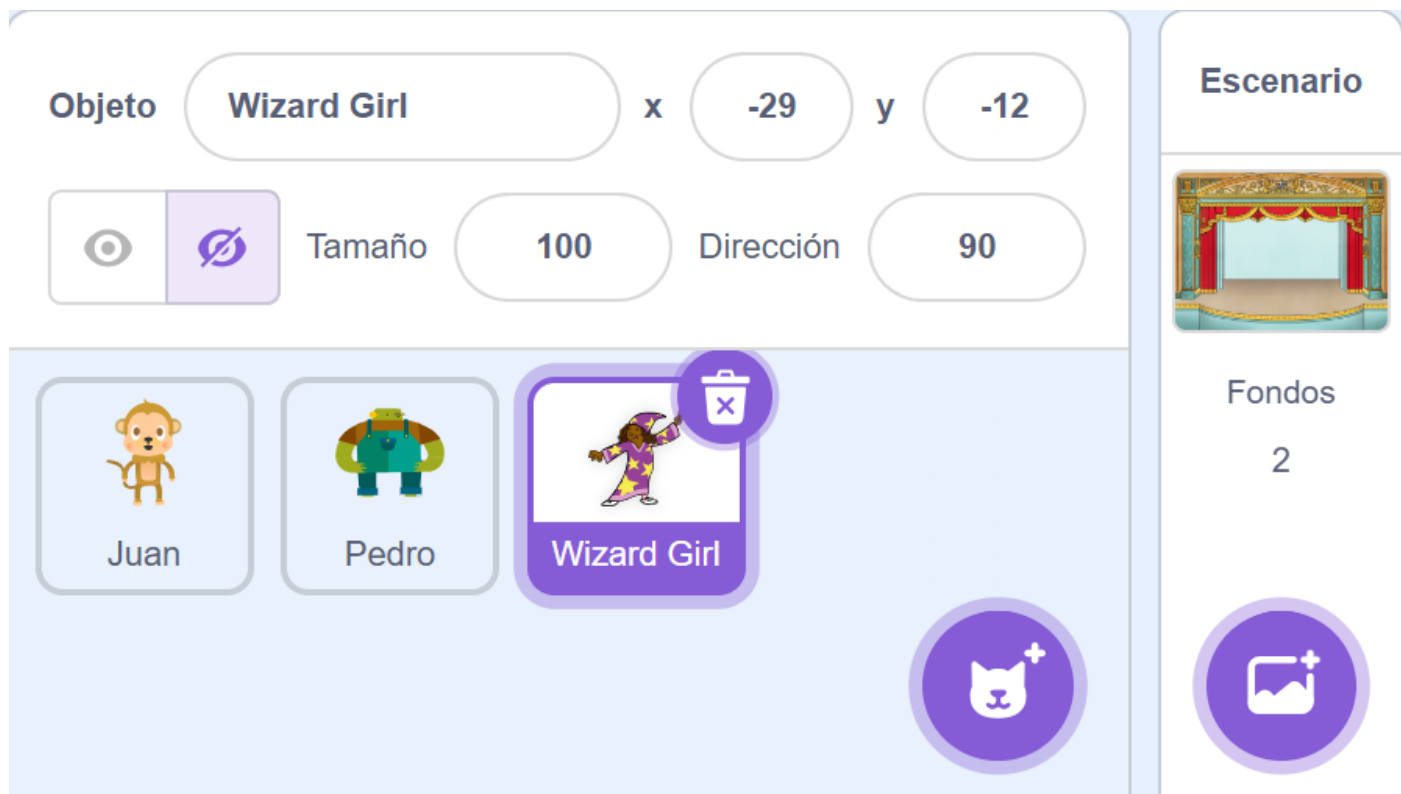 Objeto Wizard Girl x -29 y -12
Tamaño 100 Dirección 90
Juan Pedro Wizard Girl
Escenario
Fondos
2